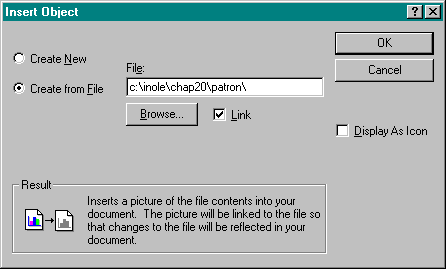 Insert Object
Create New
Create from File
File:
c:\inole\chap20\patron\
Browse...
Link
OK
Cancel
Display As Icon
Result
Inserts a picture of the file contents into your
document. The picture will be linked to the file so
that changes to the file will be reflected in your
document.